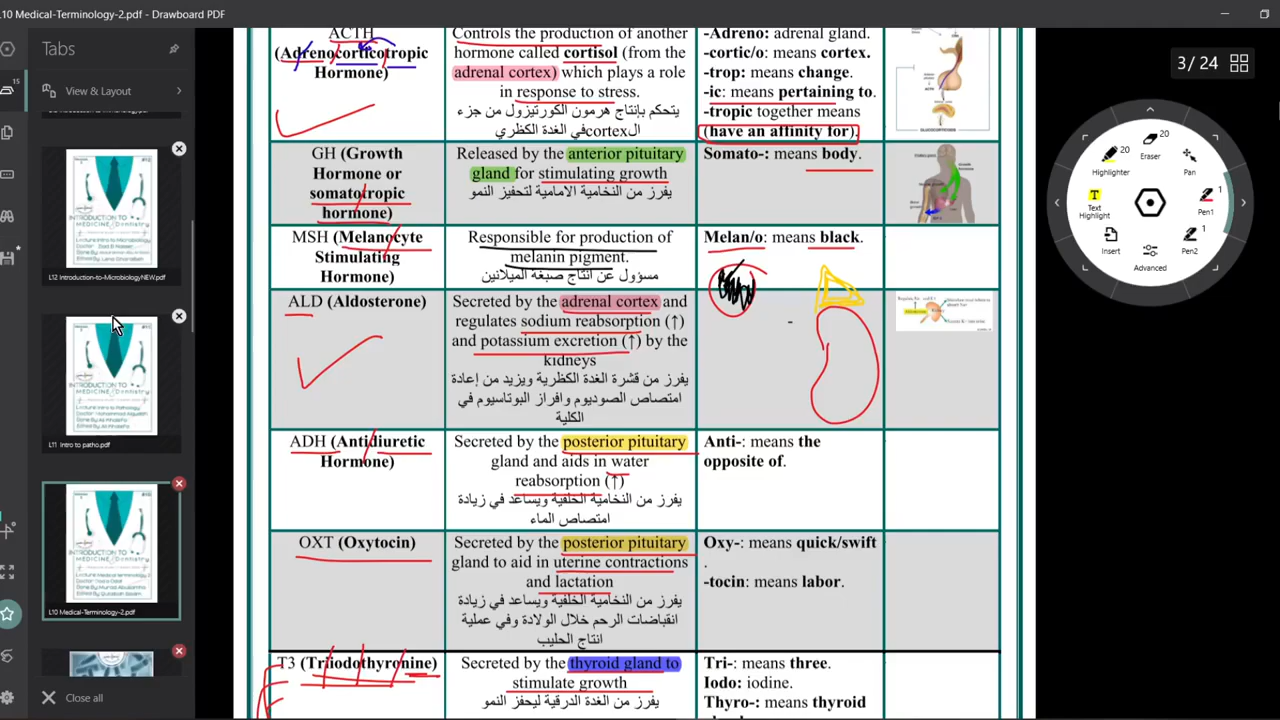 L10 Medical-Terminology-2.pdf - Drawboard PDF
Tabs
View & Layout
L12 Introduction-to-MicrobiologyNEW.pdf
L11 Intro to patho.pdf
L10 Medical-Terminology-2.pdf
Close all
15
3 / 24
20
Eraser
20
Highlighter
Pan
Text
Highlight
1
Pen1
Insert
1
Pen2
Advanced
ACTH
(Adrenocorticotropic
Hormone)
Controls the production of another
hormone called cortisol (from the
adrenal cortex) which plays a role
in response to stress.
يتحكم بإنتاج هرمون الكورتيزول من جزء
الcortexفي الغدة الكظري
-Adreno: adrenal gland.
-cortic/o: means cortex.
-trop: means change.
-ic: means pertaining to.
-tropic together means
(have an affinity for).
GH (Growth
Hormone or
somatotropic
hormone)
Released by the anterior pituitary
gland for stimulating growth
يفرز من النخامية الامامية لتحفيز النمو
Somato-: means body.
MSH (Melanocyte
Stimulating
Hormone)
Responsible for production of
melanin pigment.
مسؤول عن انتاج صبغة الميلانين
Melan/o: means black.
ALD (Aldosterone)
Secreted by the adrenal cortex and
regulates sodium reabsorption (↑)
and potassium excretion (↑) by the
kidneys
يفرز من قشرة الغدة الكظرية ويزيد من إعادة
امتصاص الصوديوم وافراز البوتاسيوم في
الكلية
-
ADH (Antidiuretic
Hormone)
Secreted by the posterior pituitary
gland and aids in water
reabsorption (↑)
يفرز من النخامية الخلفية ويساعد في زيادة
امتصاص الماء
Anti-: means the
opposite of.
OXT (Oxytocin)
Secreted by the posterior pituitary
gland to aid in uterine contractions
and lactation
يفرز من النخامية الخلفية ويساعد في زيادة
انقباضات الرحم خلال الولادة وفي عملية
انتاج الحليب
Oxy-: means quick/swift
.
-tocin: means labor.
T3 (Triiodothyronine)
Secreted by the thyroid gland to
stimulate growth
يفرز من الغدة الدرقية ليحفز النمو
Tri-: means three.
Iodo: iodine.
Thyro-: means thyroid